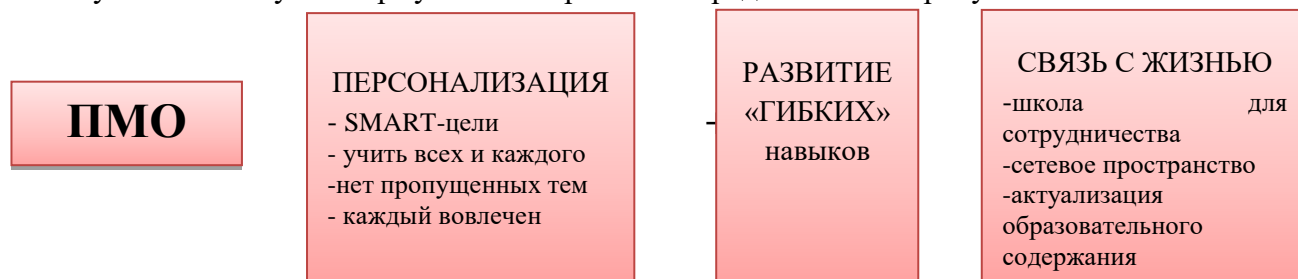 ПМО
ПЕРСОНАЛИЗАЦИЯ
- SMART-цели
- учить всех и каждого
-нет пропущенных тем
- каждый вовлечен
-
РАЗВИТИЕ
«ГИБКИХ»
навыков
СВЯЗЬ С ЖИЗНЬЮ
-школа для
сотрудничества
-сетевое пространство
-актуализация
образовательного
содержания